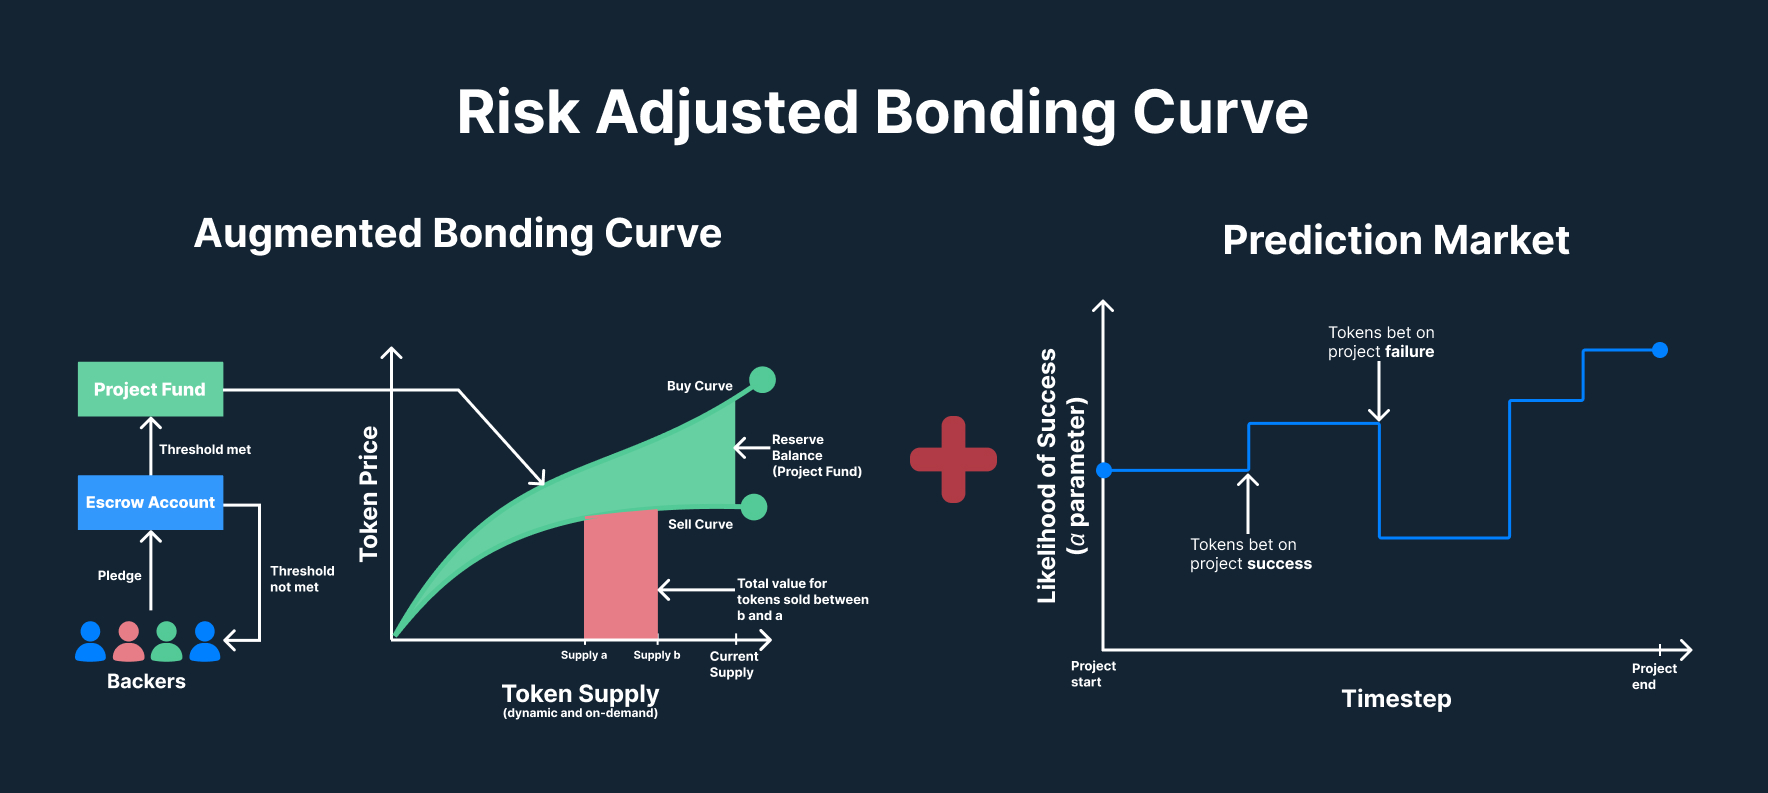 Risk Adjusted Bonding Curve
Augmented Bonding Curve
Project Fund
Threshold met
Escrow Account
Pledge
Threshold
not met
Backers
Token Price
Buy Curve
Reserve
Balance
(Project Fund)
Sell Curve
Total value for
tokens sold between
b and a
Supply a
Supply b
Current
Supply
Token Supply
(dynamic and on-demand)
Prediction Market
Likelihood of Success
(α parameter)
Tokens bet on
project failure
Tokens bet on
project success
Project
start
Project
end
Timestep